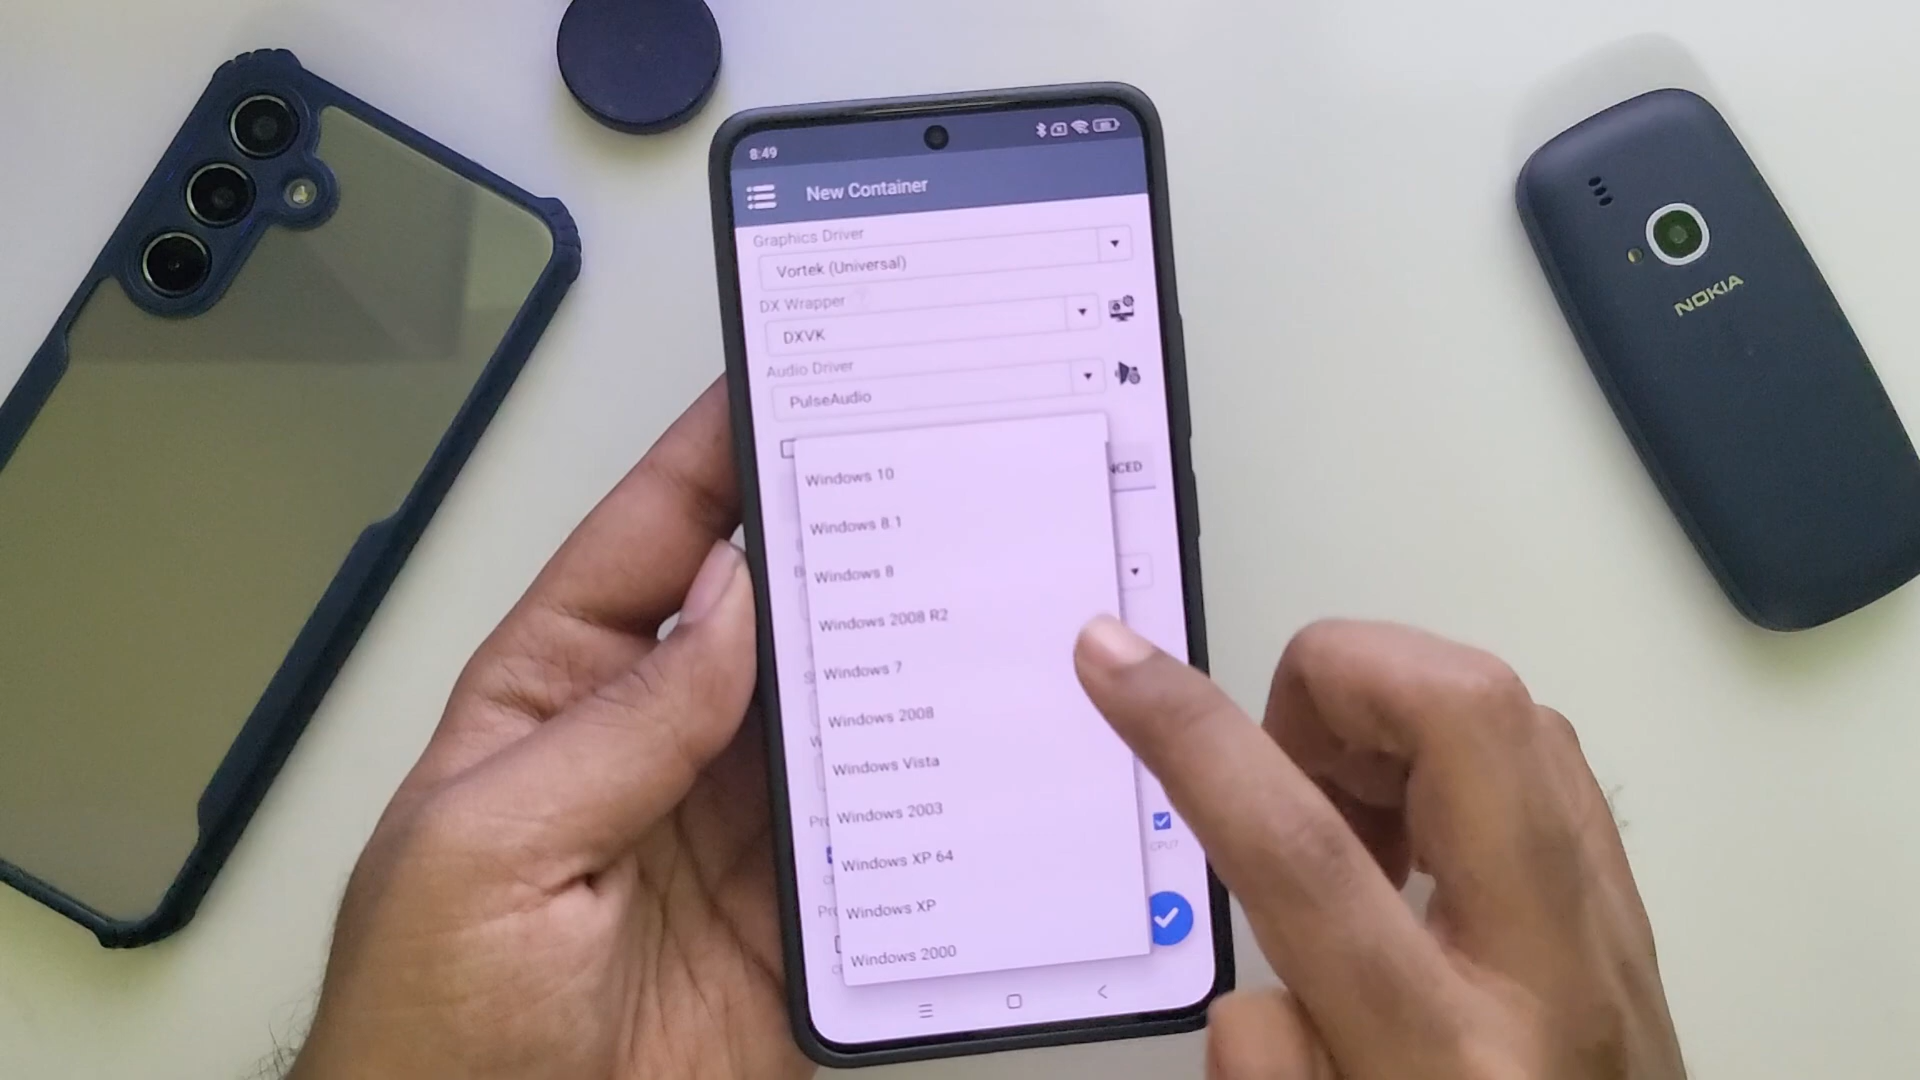 8:49
New Container
Graphics Driver
Vortek (Universal)
DX Wrapper
DXVK
Audio Driver
PulseAudio
NCED
Windows 10
Windows 8.1
Windows 8
Windows 2008 R2
Windows 7
Windows 2008
Windows Vista
Windows 2003
Windows XP 64
Windows XP
Windows 2000
CPU7
NOKIA